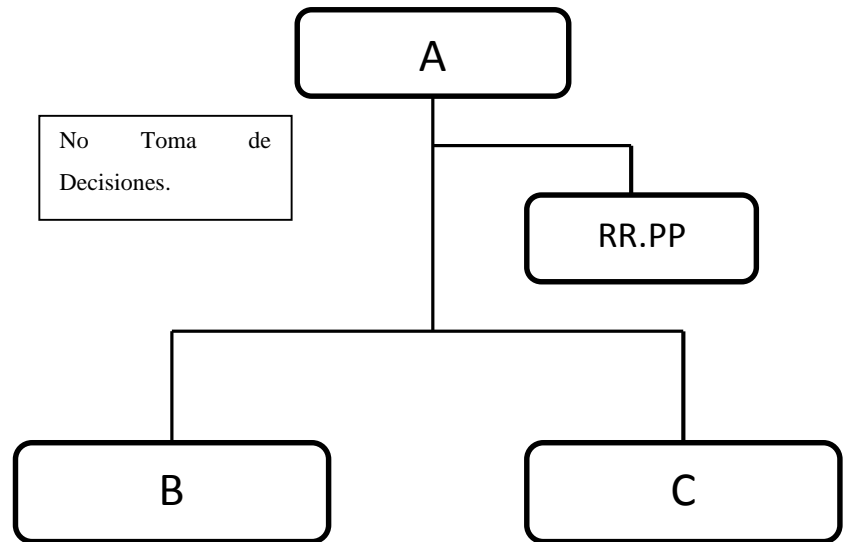 A
No Toma de
Decisiones.
RR.PP
B
C